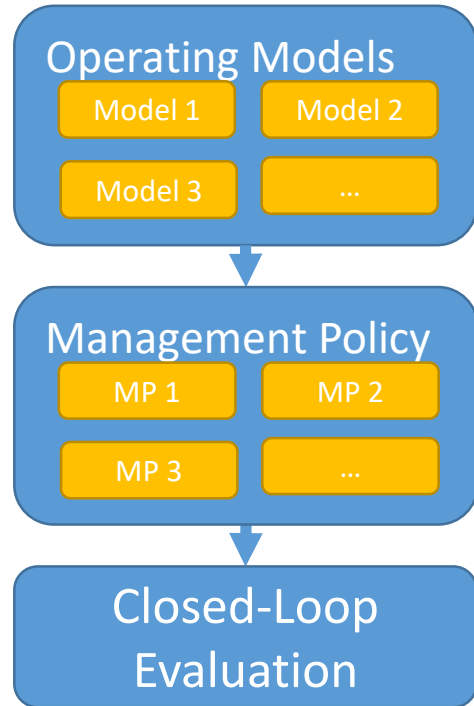 Operating Models
Model 1
Model 2
Model 3
...
Management Policy
MP 1
MP 2
MP 3
...
Closed-Loop
Evaluation